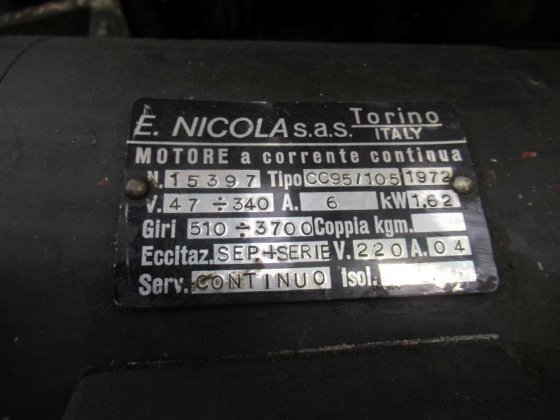 E. NICOLA s.a.s. Torino ITALY
MOTORE a corrente continua
N. 15397 Tipo CC95/105 1972
V. 47 ÷ 340 A. 6 kW 1.62
Giri 510 ÷ 3700 Coppia kgm.
Eccitaz. SEP.+SERIE V. 220 A. 0.4
Serv. CONTINUO Isol.